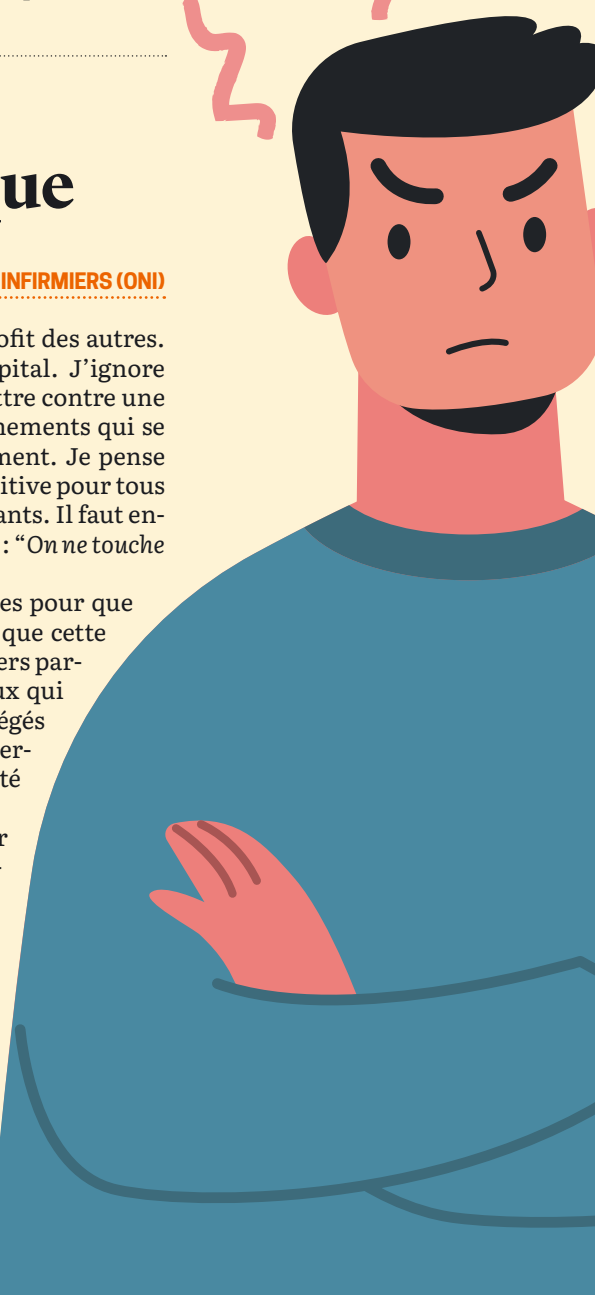 que
INFIRMIERS (ONI)
ofit des autres.
pital. J’ignore
ttre contre une
nements qui se
ment. Je pense
itive pour tous
ants. Il faut en-
: “On ne touche
es pour que
que cette
ers par-
ux qui
égés
er-
té
r
-